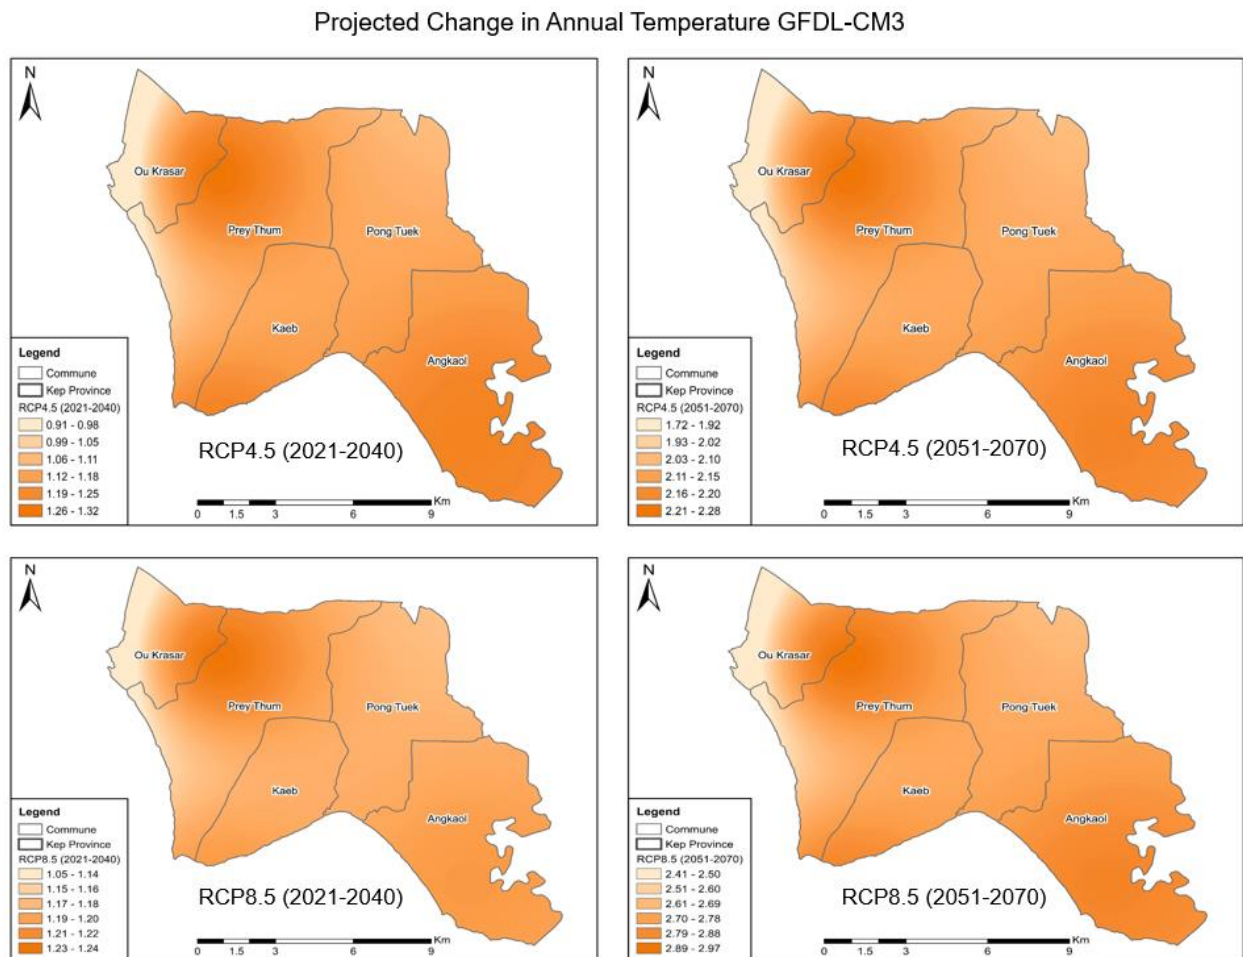 Projected Change in Annual Temperature GFDL-CM3
N
Ou Krasar
Prey Thum
Pong Tuek
Kaeb
Angkaol
Legend
Commune
Kep Province
RCP4.5 (2021-2040)
0.91 - 0.98
0.99 - 1.05
1.06 - 1.11
1.12 - 1.18
1.19 - 1.25
1.26 - 1.32
RCP4.5 (2021-2040)
Km
0 1.5 3 6 9
N
Ou Krasar
Prey Thum
Pong Tuek
Kaeb
Angkaol
Legend
Commune
Kep Province
RCP4.5 (2051-2070)
1.72 - 1.92
1.93 - 2.02
2.03 - 2.10
2.11 - 2.15
2.16 - 2.20
2.21 - 2.28
RCP4.5 (2051-2070)
Km
0 1.5 3 6 9
N
Ou Krasar
Prey Thum
Pong Tuek
Kaeb
Angkaol
Legend
Commune
Kep Province
RCP8.5 (2021-2040)
1.05 - 1.14
1.15 - 1.16
1.17 - 1.18
1.19 - 1.20
1.21 - 1.22
1.23 - 1.24
RCP8.5 (2021-2040)
Km
0 1.5 3 6 9
N
Ou Krasar
Prey Thum
Pong Tuek
Kaeb
Angkaol
Legend
Commune
Kep Province
RCP8.5 (2051-2070)
2.41 - 2.50
2.51 - 2.60
2.61 - 2.69
2.70 - 2.78
2.79 - 2.88
2.89 - 2.97
RCP8.5 (2051-2070)
Km
0 1.5 3 6 9